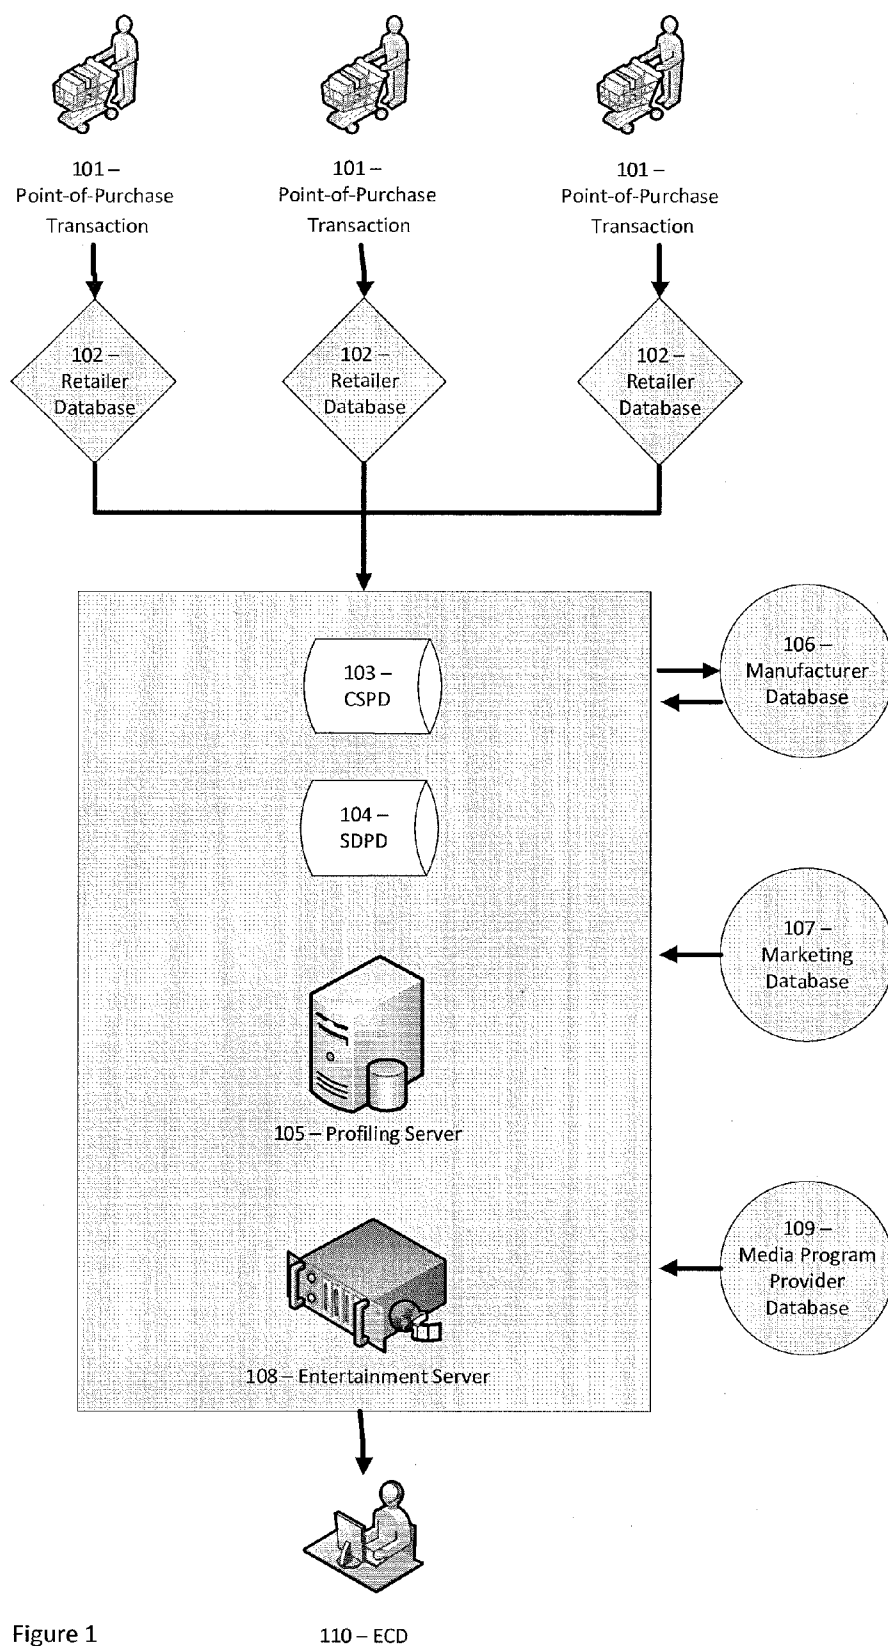 101 –
Point-of-Purchase
Transaction
101 –
Point-of-Purchase
Transaction
101 –
Point-of-Purchase
Transaction
102 –
Retailer
Database
102 –
Retailer
Database
102 –
Retailer
Database
103 –
CSPD
106 –
Manufacturer
Database
104 –
SDPD
107 –
Marketing
Database
105 – Profiling Server
109 –
Media Program
Provider
Database
108 – Entertainment Server
Figure 1
110 – ECD